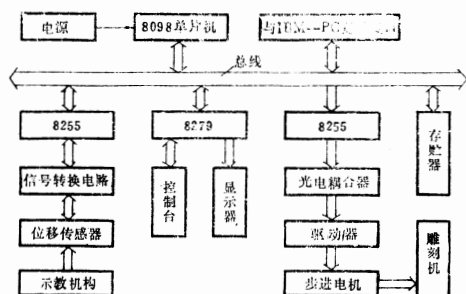 电源
8098单片机
与IBM--PC
总线
8255
8279
8255
存贮器
信号转换电路
控制台
显示器
光电耦合器
位移传感器
驱动器
雕刻机
示教机构
步进电机